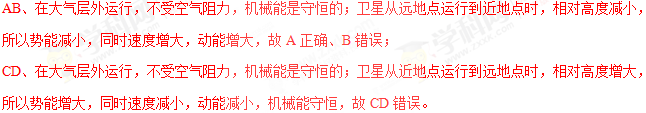 AB、在大气层外运行，不受空气阻力，机械能是守恒的；卫星从远地点运行到近地点时，相对高度减小，
所以势能减小，同时速度增大，动能增大，故 A 正确、B 错误；
CD、在大气层外运行，不受空气阻力，机械能是守恒的；卫星从近地点运行到远地点时，相对高度增大，
所以势能增大，同时速度减小，动能减小，机械能守恒，故 CD 错误。